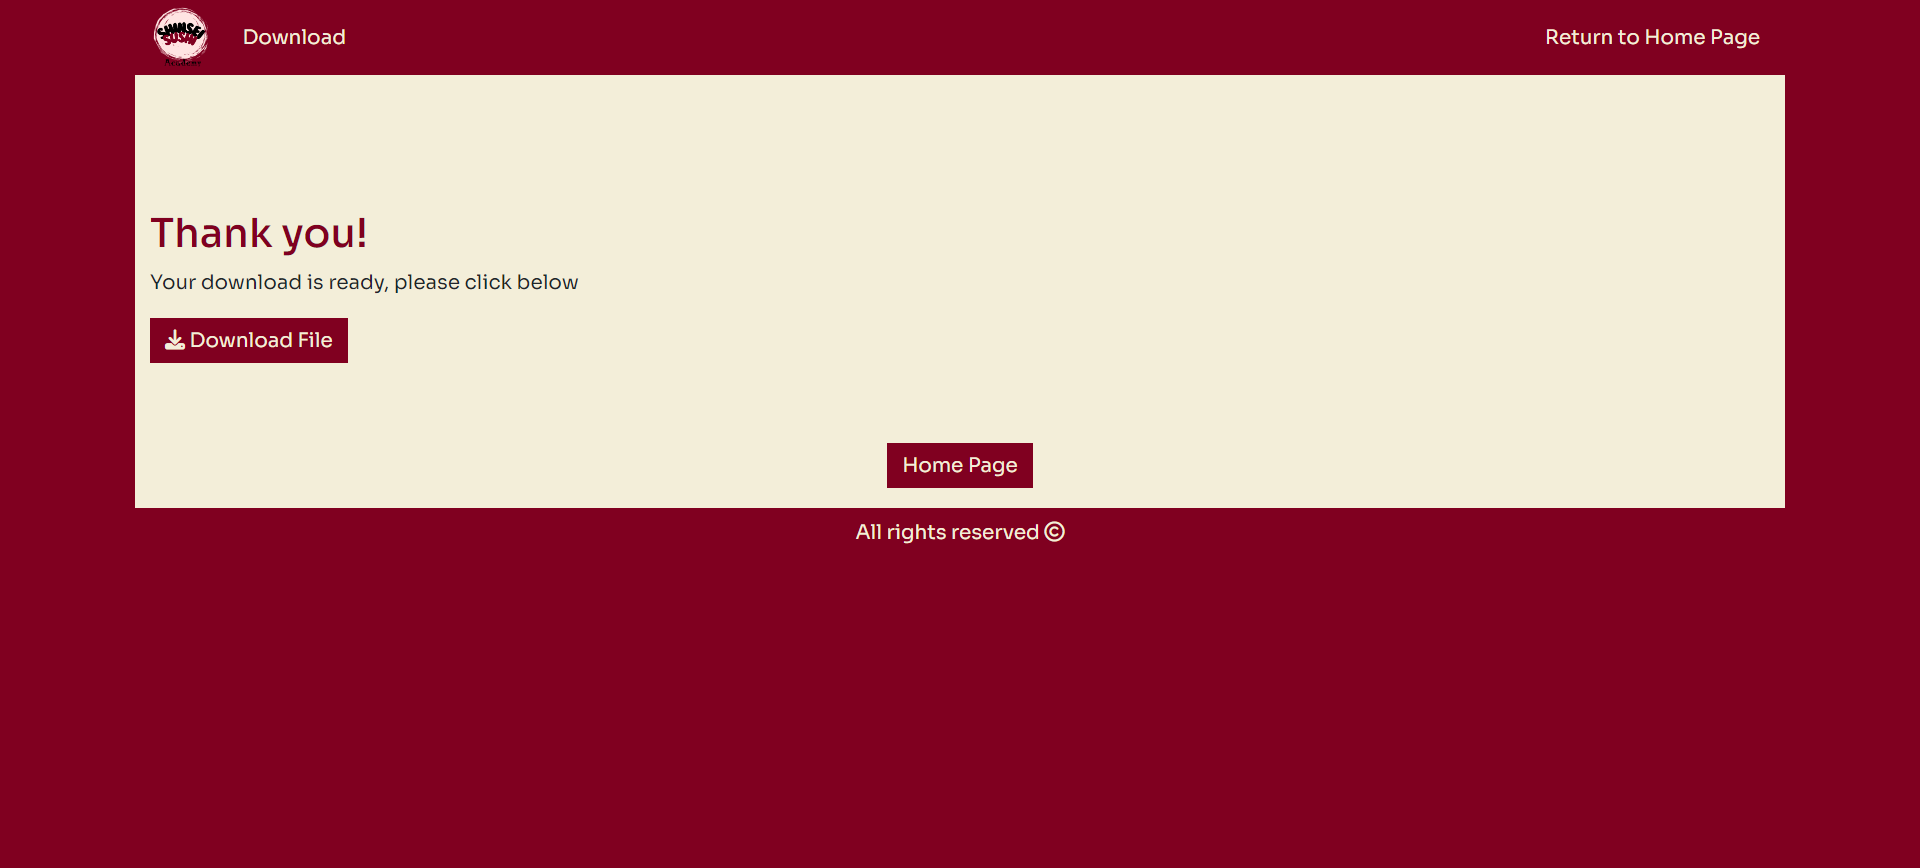 SUSHI
Download
Return to Home Page
Thank you!
Your download is ready, please click below
Download File
Home Page
All rights reserved ©